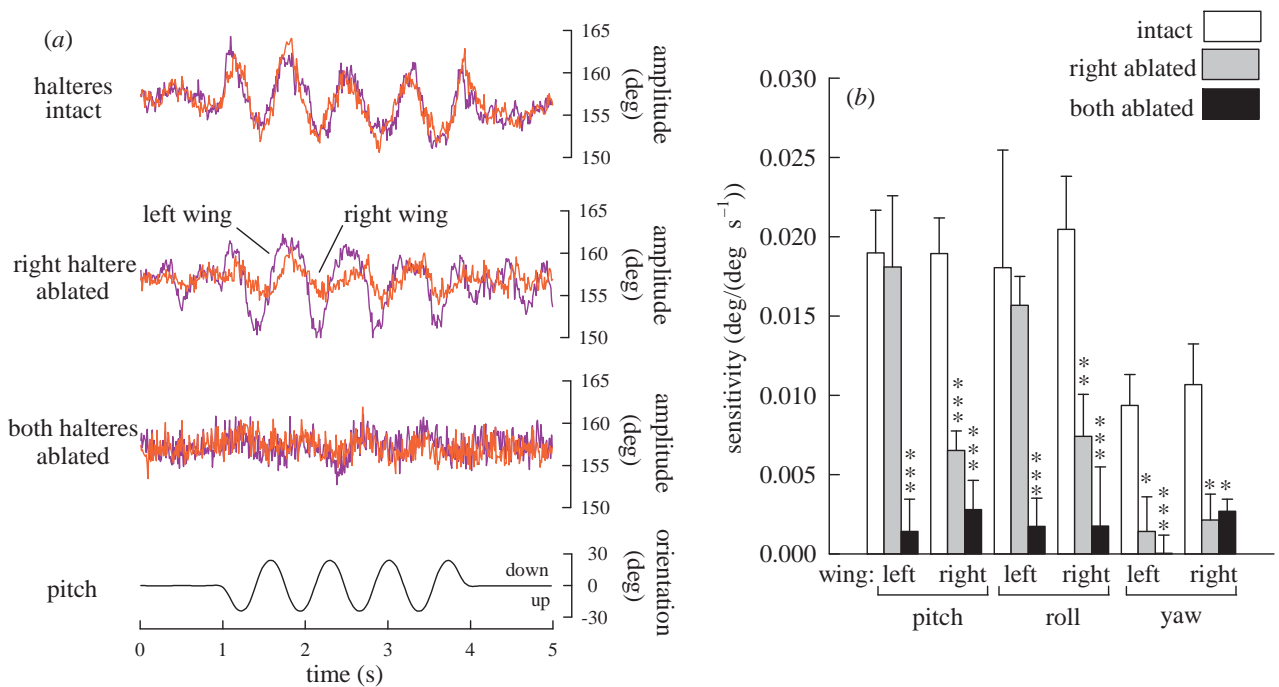 (a)
halteres
intact
165
160
155
150
amplitude
(deg)
left wing
right wing
right haltere
ablated
165
160
155
150
amplitude
(deg)
both halteres
ablated
165
160
155
150
amplitude
(deg)
pitch
down
up
30
0
-30
orientation
(deg)
0 1 2 3 4 5
time (s)
(b)
intact
right ablated
both ablated
sensitivity (deg/(deg s⁻¹))
0.030
0.025
0.020
0.015
0.010
0.005
0.000
***
***
***
***
**
***
*
***
*
*
wing: left right left right left right
pitch roll yaw